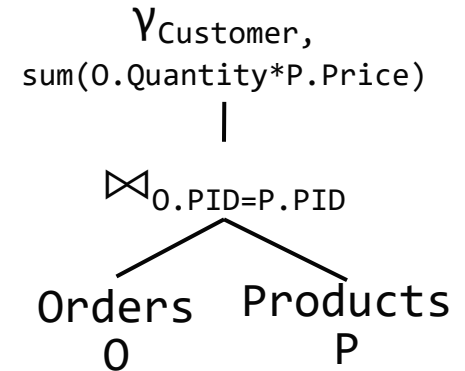 γCustomer,
sum(O.Quantity*P.Price)
⋈O.PID=P.PID
Orders Products
O P